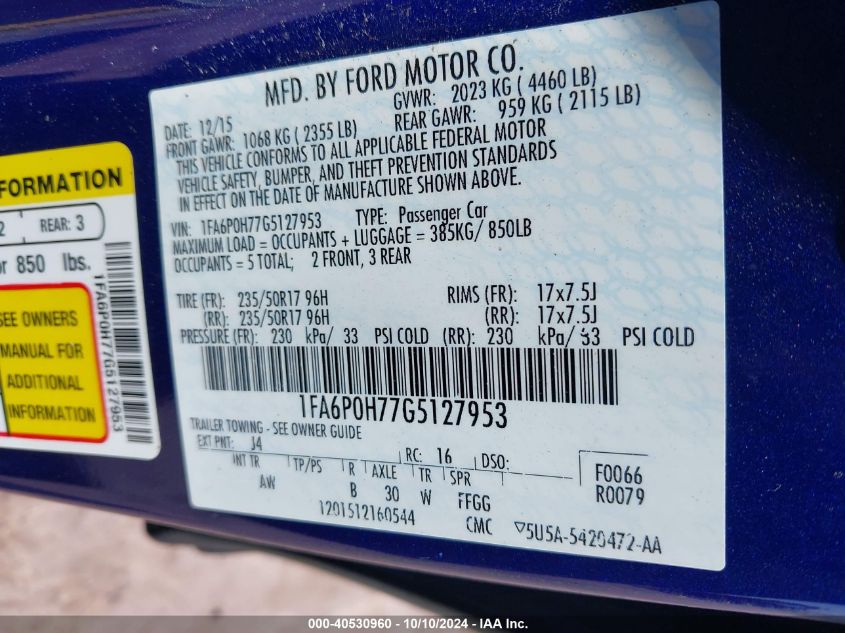 MFD. BY FORD MOTOR CO.
DATE: 12/15 GVWR: 2023 KG ( 4460 LB)
FRONT GAWR: 1068 KG ( 2355 LB) REAR GAWR: 959 KG ( 2115 LB)
THIS VEHICLE CONFORMS TO ALL APPLICABLE FEDERAL MOTOR
VEHICLE SAFETY, BUMPER, AND THEFT PREVENTION STANDARDS
IN EFFECT ON THE DATE OF MANUFACTURE SHOWN ABOVE.
VIN: 1FA6P0H77G5127953 TYPE: Passenger Car
MAXIMUM LOAD = OCCUPANTS + LUGGAGE = 385KG/ 850LB
OCCUPANTS = 5 TOTAL; 2 FRONT, 3 REAR
TIRE (FR): 235/50R17 96H RIMS (FR): 17x7.5J
(RR): 235/50R17 96H (RR): 17x7.5J
PRESSURE (FR): 230 kPa/ 33 PSI COLD (RR): 230 kPa/ 33 PSI COLD
1FA6P0H77G5127953
TRAILER TOWING - SEE OWNER GUIDE
EXT PNT: J4 RC: 16 DSO: F0066
INT TR TP/PS R AXLE TR SPR R0079
AW B 30 W FFGG
1201512160544 CMC 5U5A-5420472-AA
FORMATION
2 REAR: 3
or 850 lbs.
SEE OWNERS
MANUAL FOR
ADDITIONAL
INFORMATION
1FA6P0H77G5127953
000-40530960 - 10/10/2024 - IAA Inc.